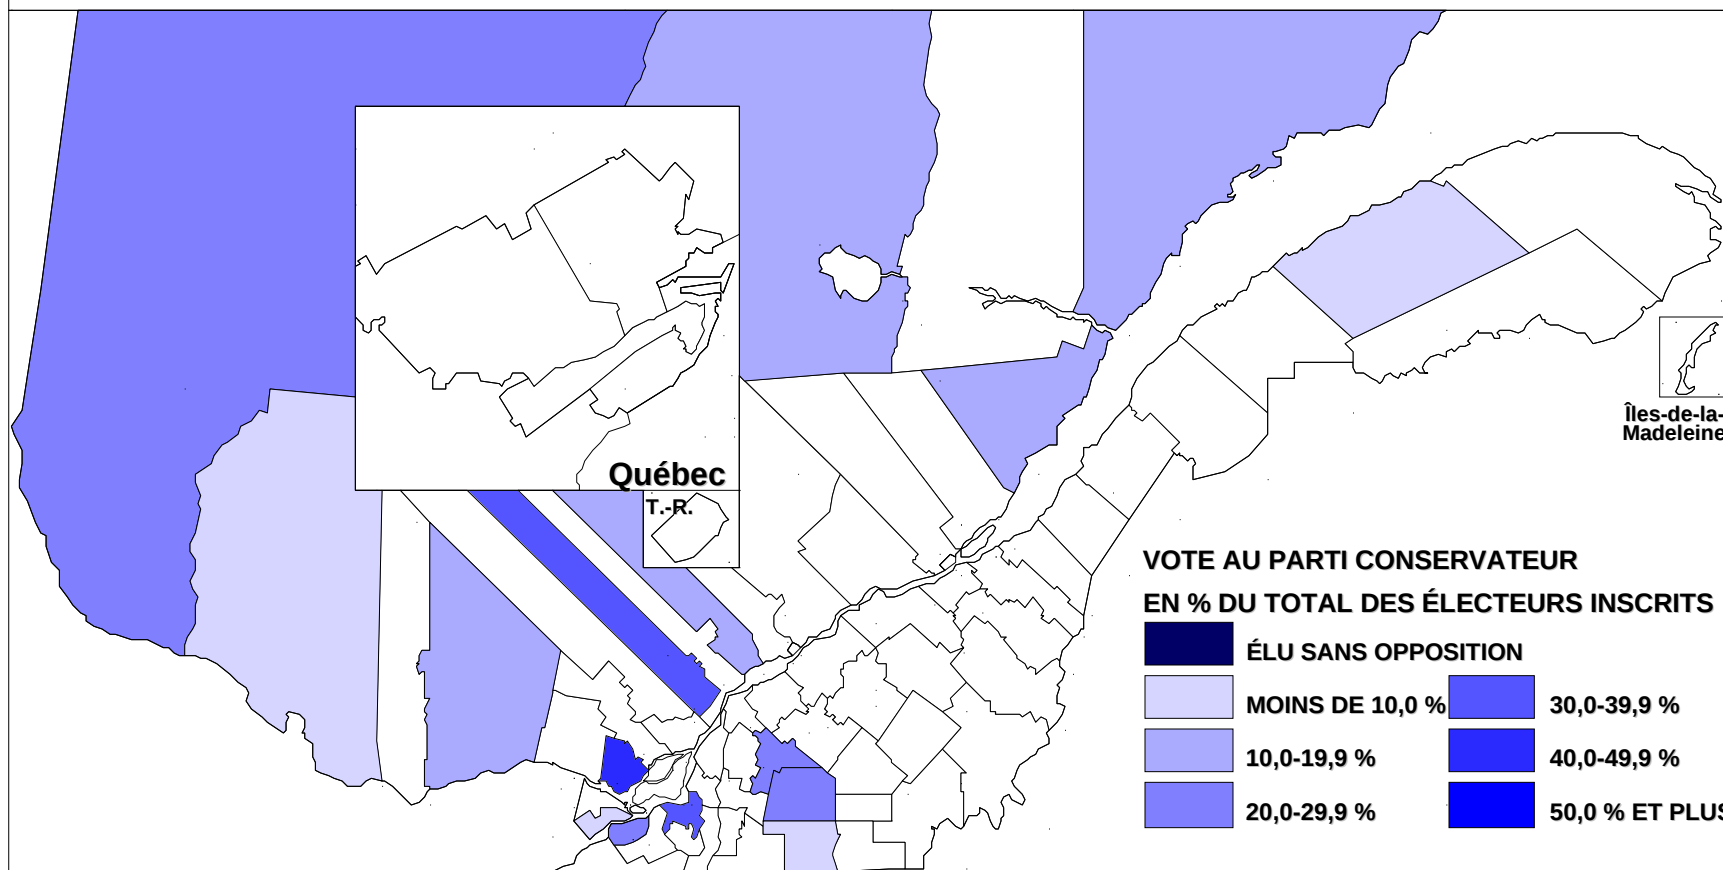 Québec
T.-R.
Îles-de-la-
Madeleine
VOTE AU PARTI CONSERVATEUR
EN % DU TOTAL DES ÉLECTEURS INSCRITS
ÉLU SANS OPPOSITION
MOINS DE 10,0 %
30,0-39,9 %
10,0-19,9 %
40,0-49,9 %
20,0-29,9 %
50,0 % ET PLUS